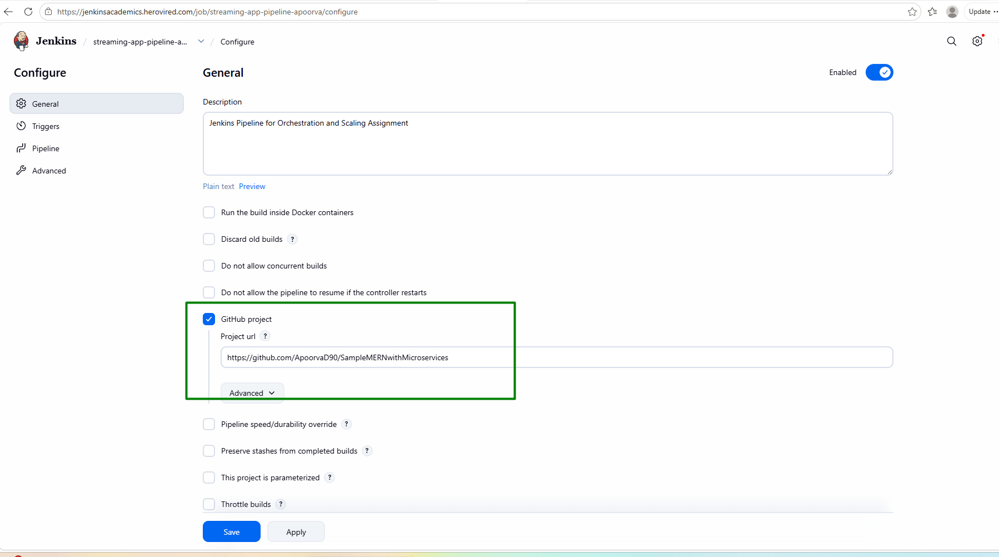 https://jenkinsacademics.herovired.com/job/streaming-app-pipeline-apoorva/configure
Update
Jenkins / streaming-app-pipeline-a... / Configure
Configure
General
Triggers
Pipeline
Advanced
General
Enabled
Description
Jenkins Pipeline for Orchestration and Scaling Assignment
Plain text Preview
Run the build inside Docker containers
Discard old builds ?
Do not allow concurrent builds
Do not allow the pipeline to resume if the controller restarts
GitHub project
Project url ?
https://github.com/ApoorvaD90/SampleMERNwithMicroservices
Advanced
Pipeline speed/durability override ?
Preserve stashes from completed builds ?
This project is parameterized ?
Throttle builds ?
Save
Apply